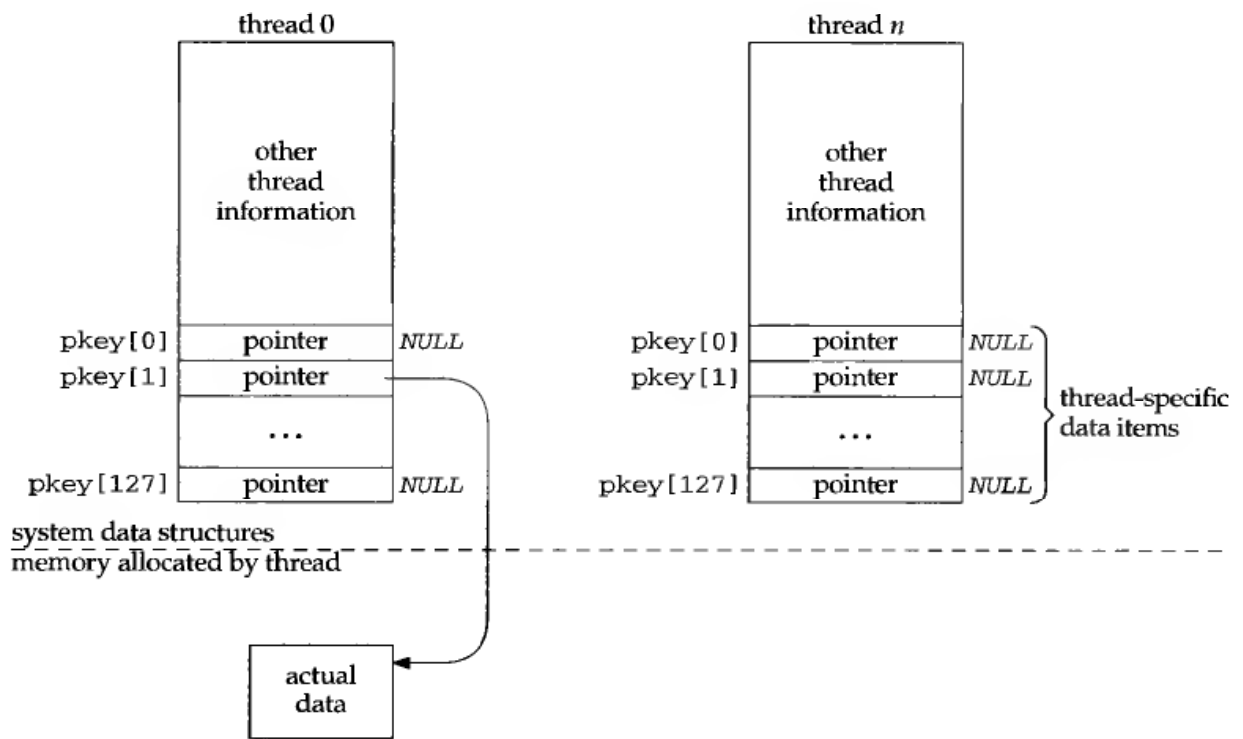 thread 0
other
thread
information
pkey[0] pointer NULL
pkey[1] pointer
...
pkey[127] pointer NULL
thread n
other
thread
information
pkey[0] pointer NULL
pkey[1] pointer NULL
...
pkey[127] pointer NULL
thread-specific
data items
system data structures
memory allocated by thread
actual
data